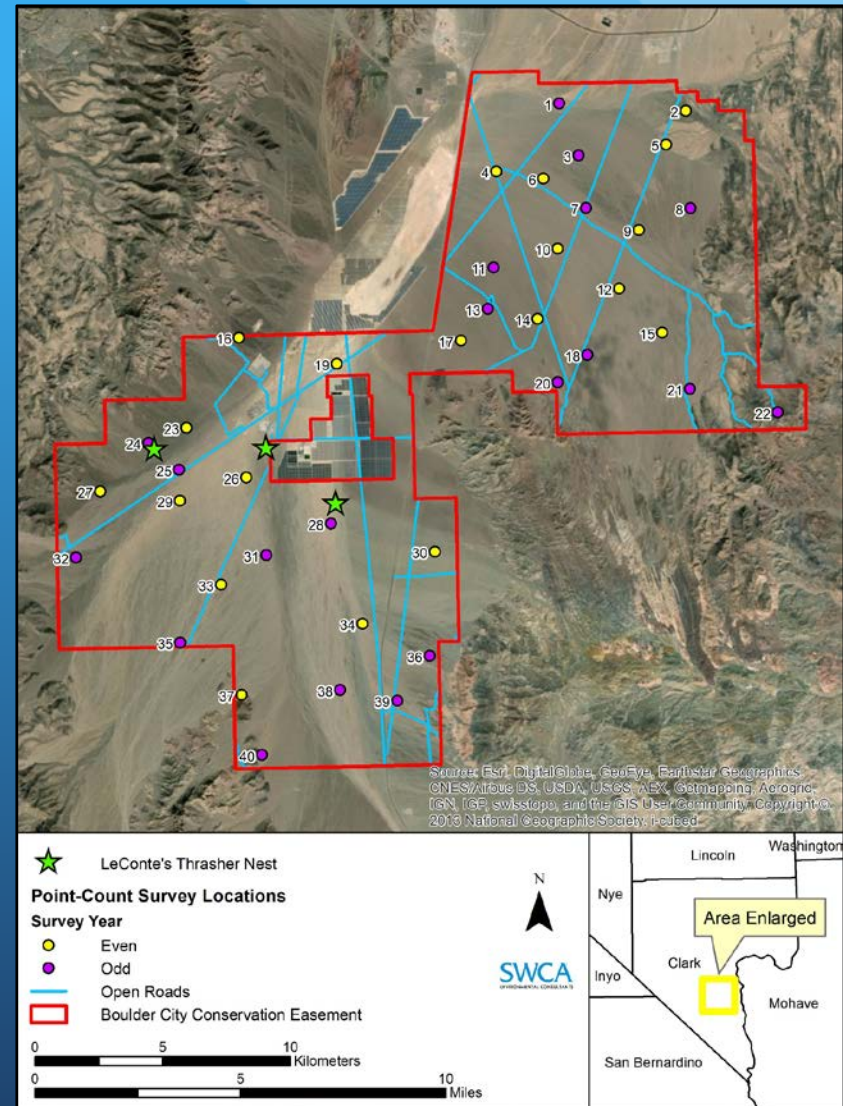 1
2
3
5
4
6
7
8
9
10
11
12
13
14
15
17
16
18
19
20
21
22
23
24
25
26
27
29
28
30
31
32
33
34
35
36
37
38
39
40
Source: Esri, DigitalGlobe, GeoEye, Earthstar Geographics,
CNES/Airbus DS, USDA, USGS, AEX, Getmapping, Aerogrid,
IGN, IGP, swisstopo, and the GIS User Community, Copyright:©
2013 National Geographic Society, i-cubed
LeConte's Thrasher Nest
Point-Count Survey Locations
Survey Year
Even
Odd
Open Roads
Boulder City Conservation Easement
0 5 10
Kilometers
0 5 10
Miles
N
SWCA
ENVIRONMENTAL CONSULTANTS
Washington
Lincoln
Nye
Area Enlarged
Clark
Inyo
Mohave
San Bernardino